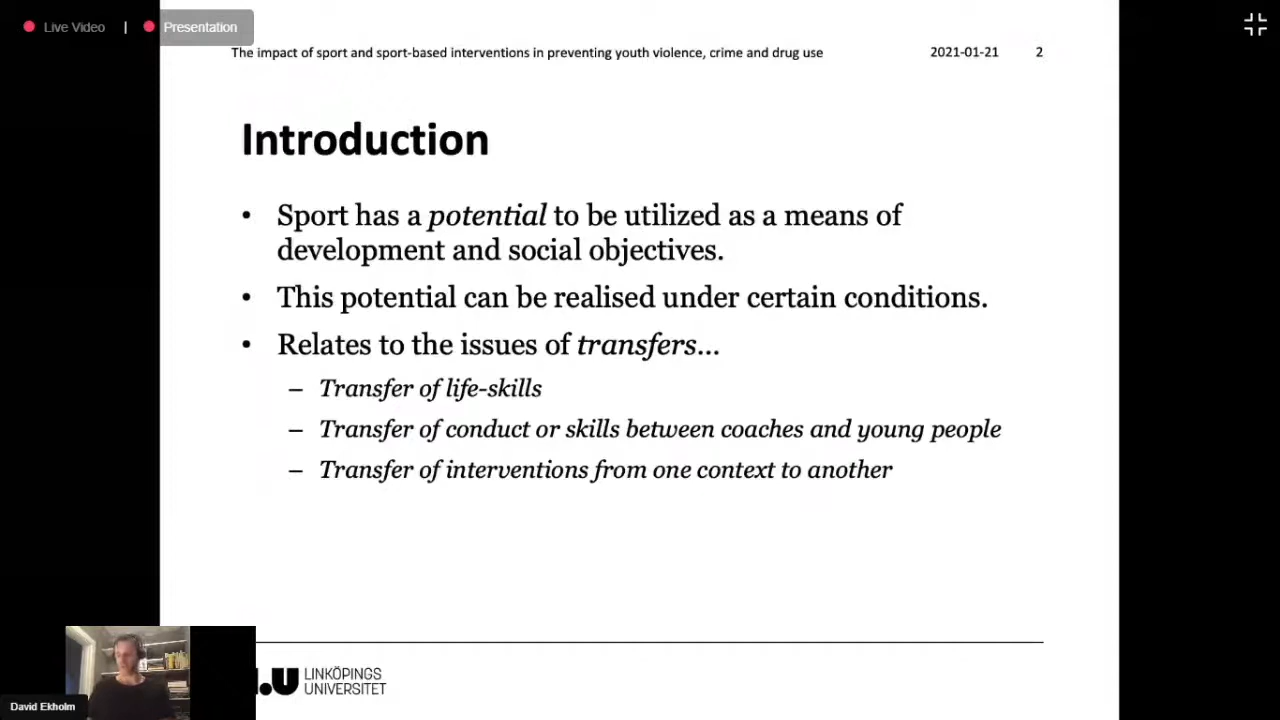 Live Video | Presentation
The impact of sport and sport-based interventions in preventing youth violence, crime and drug use 2021-01-21 2
Introduction
• Sport has a potential to be utilized as a means of
development and social objectives.
• This potential can be realised under certain conditions.
• Relates to the issues of transfers...
– Transfer of life-skills
– Transfer of conduct or skills between coaches and young people
– Transfer of interventions from one context to another
.U LINKÖPINGS
UNIVERSITET
David Ekholm